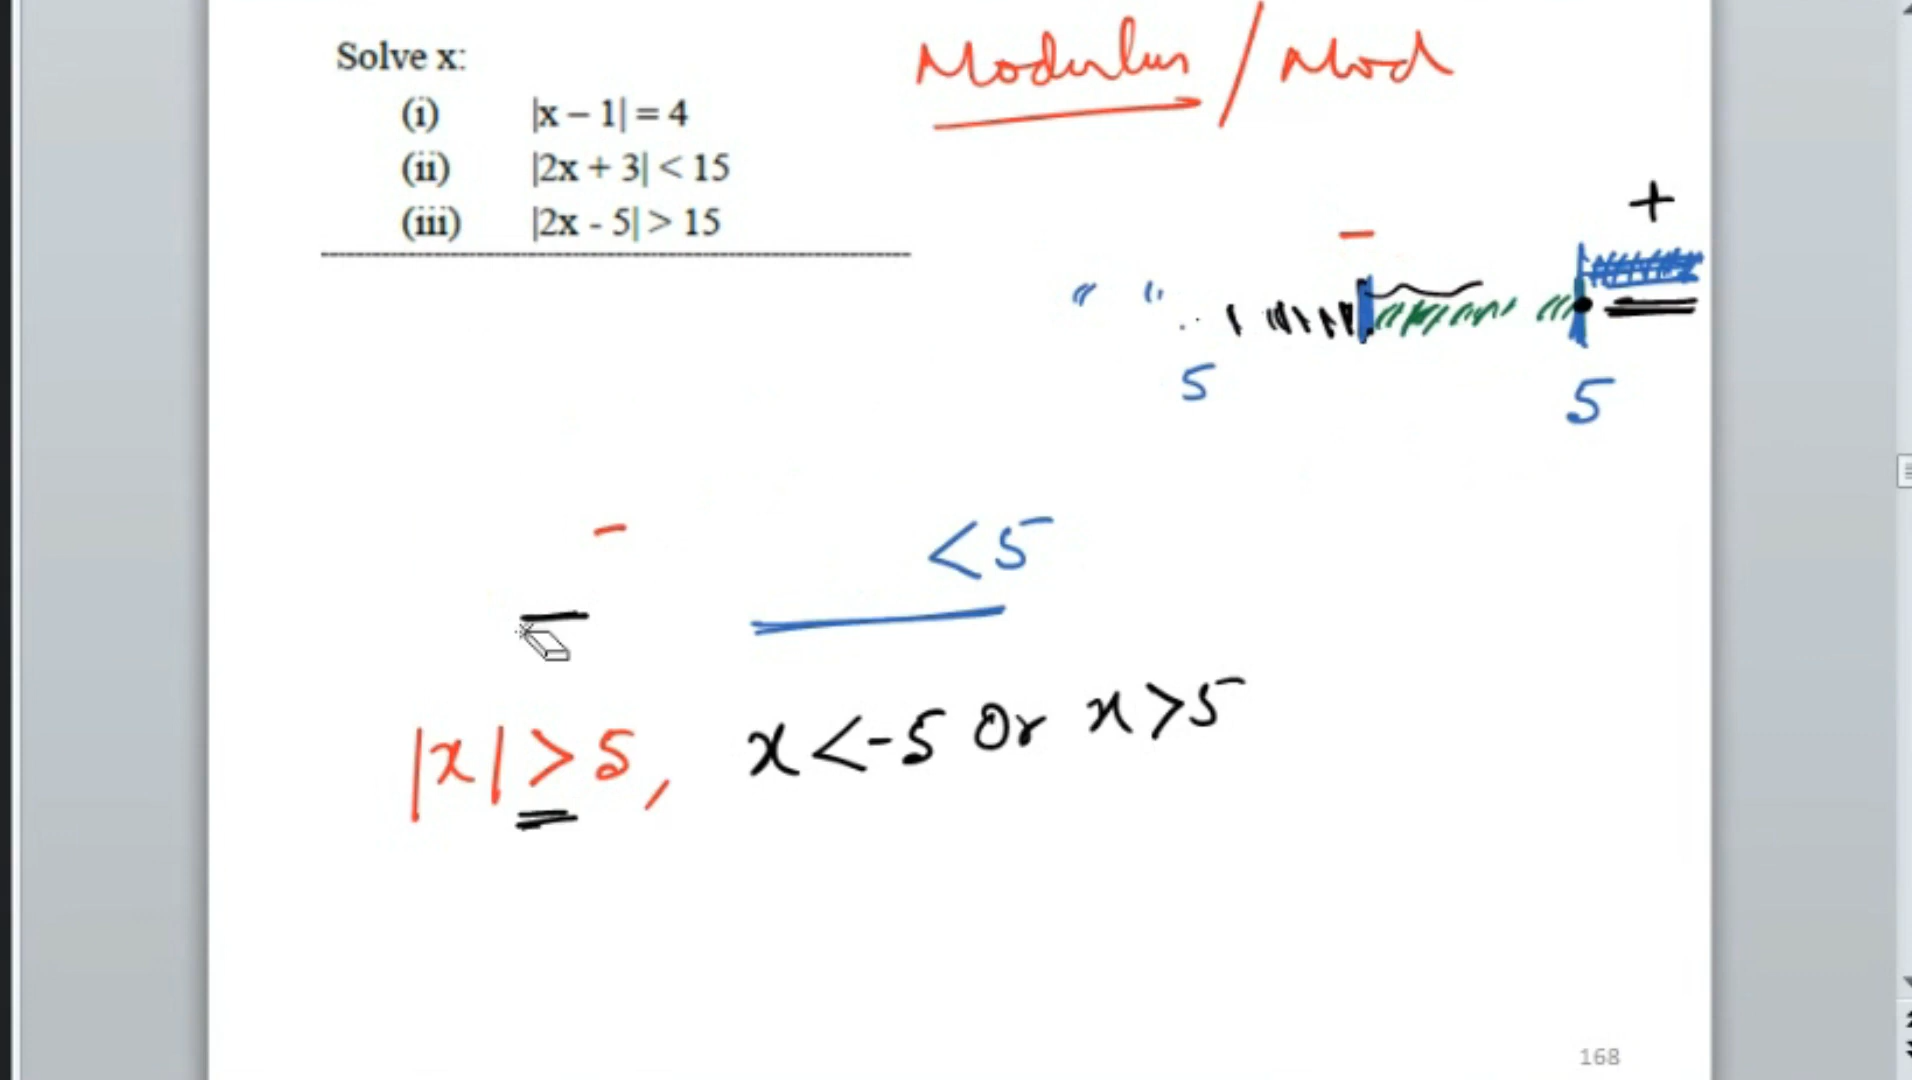 Solve x:
(i) |x – 1| = 4
(ii) |2x + 3| < 15
(iii) |2x - 5| > 15
Modulus / Mod
– +
5 5
–
< 5
|x| > 5, x < -5 Or x > 5
168